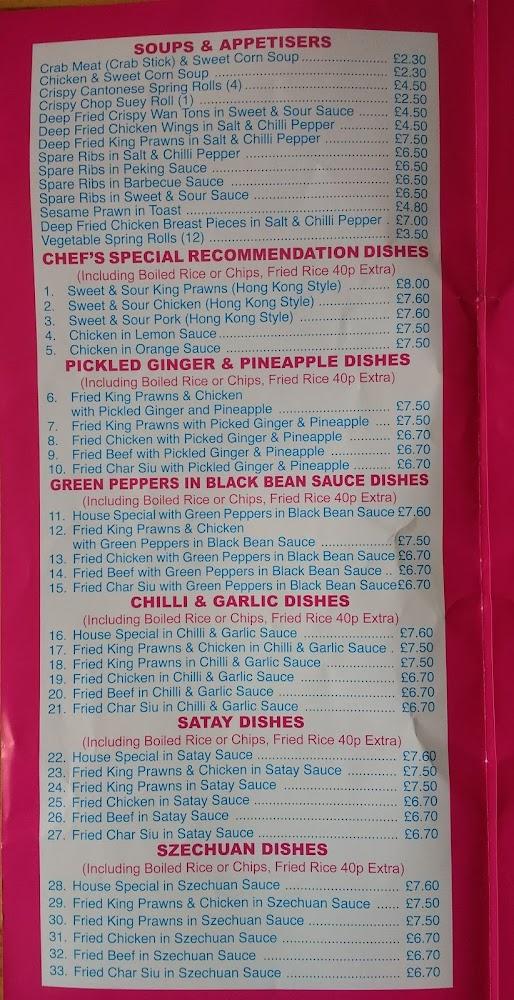 SOUPS & APPETISERS
Crab Meat (Crab Stick) & Sweet Corn Soup ...................... £2.30
Chicken & Sweet Corn Soup ............................................. £2.30
Crispy Cantonese Spring Rolls (4) ..................................... £4.50
Crispy Chop Suey Roll (1) ................................................ £2.50
Deep Fried Crispy Wan Tons in Sweet & Sour Sauce ...... £4.50
Deep Fried Chicken Wings in Salt & Chilli Pepper ............ £4.50
Deep Fried King Prawns in Salt & Chilli Pepper ................ £7.50
Spare Ribs in Salt & Chilli Pepper ..................................... £6.50
Spare Ribs in Peking Sauce .............................................. £6.50
Spare Ribs in Barbecue Sauce ......................................... £6.50
Spare Ribs in Sweet & Sour Sauce ................................... £6.50
Sesame Prawn in Toast .................................................... £4.80
Deep Fried Chicken Breast Pieces in Salt & Chilli Pepper . £7.00
Vegetable Spring Rolls (12) .............................................. £3.50
CHEF'S SPECIAL RECOMMENDATION DISHES
(Including Boiled Rice or Chips, Fried Rice 40p Extra)
1. Sweet & Sour King Prawns (Hong Kong Style) ............. £8.00
2. Sweet & Sour Chicken (Hong Kong Style) .................... £7.60
3. Sweet & Sour Pork (Hong Kong Style) ......................... £7.60
4. Chicken in Lemon Sauce .............................................. £7.50
5. Chicken in Orange Sauce ............................................. £7.50
PICKLED GINGER & PINEAPPLE DISHES
(Including Boiled Rice or Chips, Fried Rice 40p Extra)
6. Fried King Prawns & Chicken
with Pickled Ginger and Pineapple ................................ £7.50
7. Fried King Prawns with Picked Ginger & Pineapple .... £7.50
8. Fried Chicken with Picked Ginger & Pineapple ............ £6.70
9. Fried Beef with Pickled Ginger & Pineapple ................ £6.70
10. Fried Char Siu with Pickled Ginger & Pineapple ......... £6.70
GREEN PEPPERS IN BLACK BEAN SAUCE DISHES
(Including Boiled Rice or Chips, Fried Rice 40p Extra)
11. House Special with Green Peppers in Black Bean Sauce £7.60
12. Fried King Prawns & Chicken
with Green Peppers in Black Bean Sauce .................... £7.50
13. Fried Chicken with Green Peppers in Black Bean Sauce £6.70
14. Fried Beef with Green Peppers in Black Bean Sauce .. £6.70
15. Fried Char Siu with Green Peppers in Black Bean Sauce £6.70
CHILLI & GARLIC DISHES
(Including Boiled Rice or Chips, Fried Rice 40p Extra)
16. House Special in Chilli & Garlic Sauce ........................ £7.60
17. Fried King Prawns & Chicken in Chilli & Garlic Sauce . £7.50
18. Fried King Prawns in Chilli & Garlic Sauce .................. £7.50
19. Fried Chicken in Chilli & Garlic Sauce ......................... £6.70
20. Fried Beef in Chilli & Garlic Sauce .............................. £6.70
21. Fried Char Siu in Chilli & Garlic Sauce ........................ £6.70
SATAY DISHES
(Including Boiled Rice or Chips, Fried Rice 40p Extra)
22. House Special in Satay Sauce .................................... £7.60
23. Fried King Prawns & Chicken in Satay Sauce ............. £7.50
24. Fried King Prawns in Satay Sauce .............................. £7.50
25. Fried Chicken in Satay Sauce ..................................... £6.70
26. Fried Beef in Satay Sauce .......................................... £6.70
27. Fried Char Siu in Satay Sauce .................................... £6.70
SZECHUAN DISHES
(Including Boiled Rice or Chips, Fried Rice 40p Extra)
28. House Special in Szechuan Sauce ............................. £7.60
29. Fried King Prawns & Chicken in Szechuan Sauce ...... £7.50
30. Fried King Prawns in Szechuan Sauce ....................... £7.50
31. Fried Chicken in Szechuan Sauce .............................. £6.70
32. Fried Beef in Szechuan Sauce ................................... £6.70
33. Fried Char Siu in Szechuan Sauce ............................. £6.70